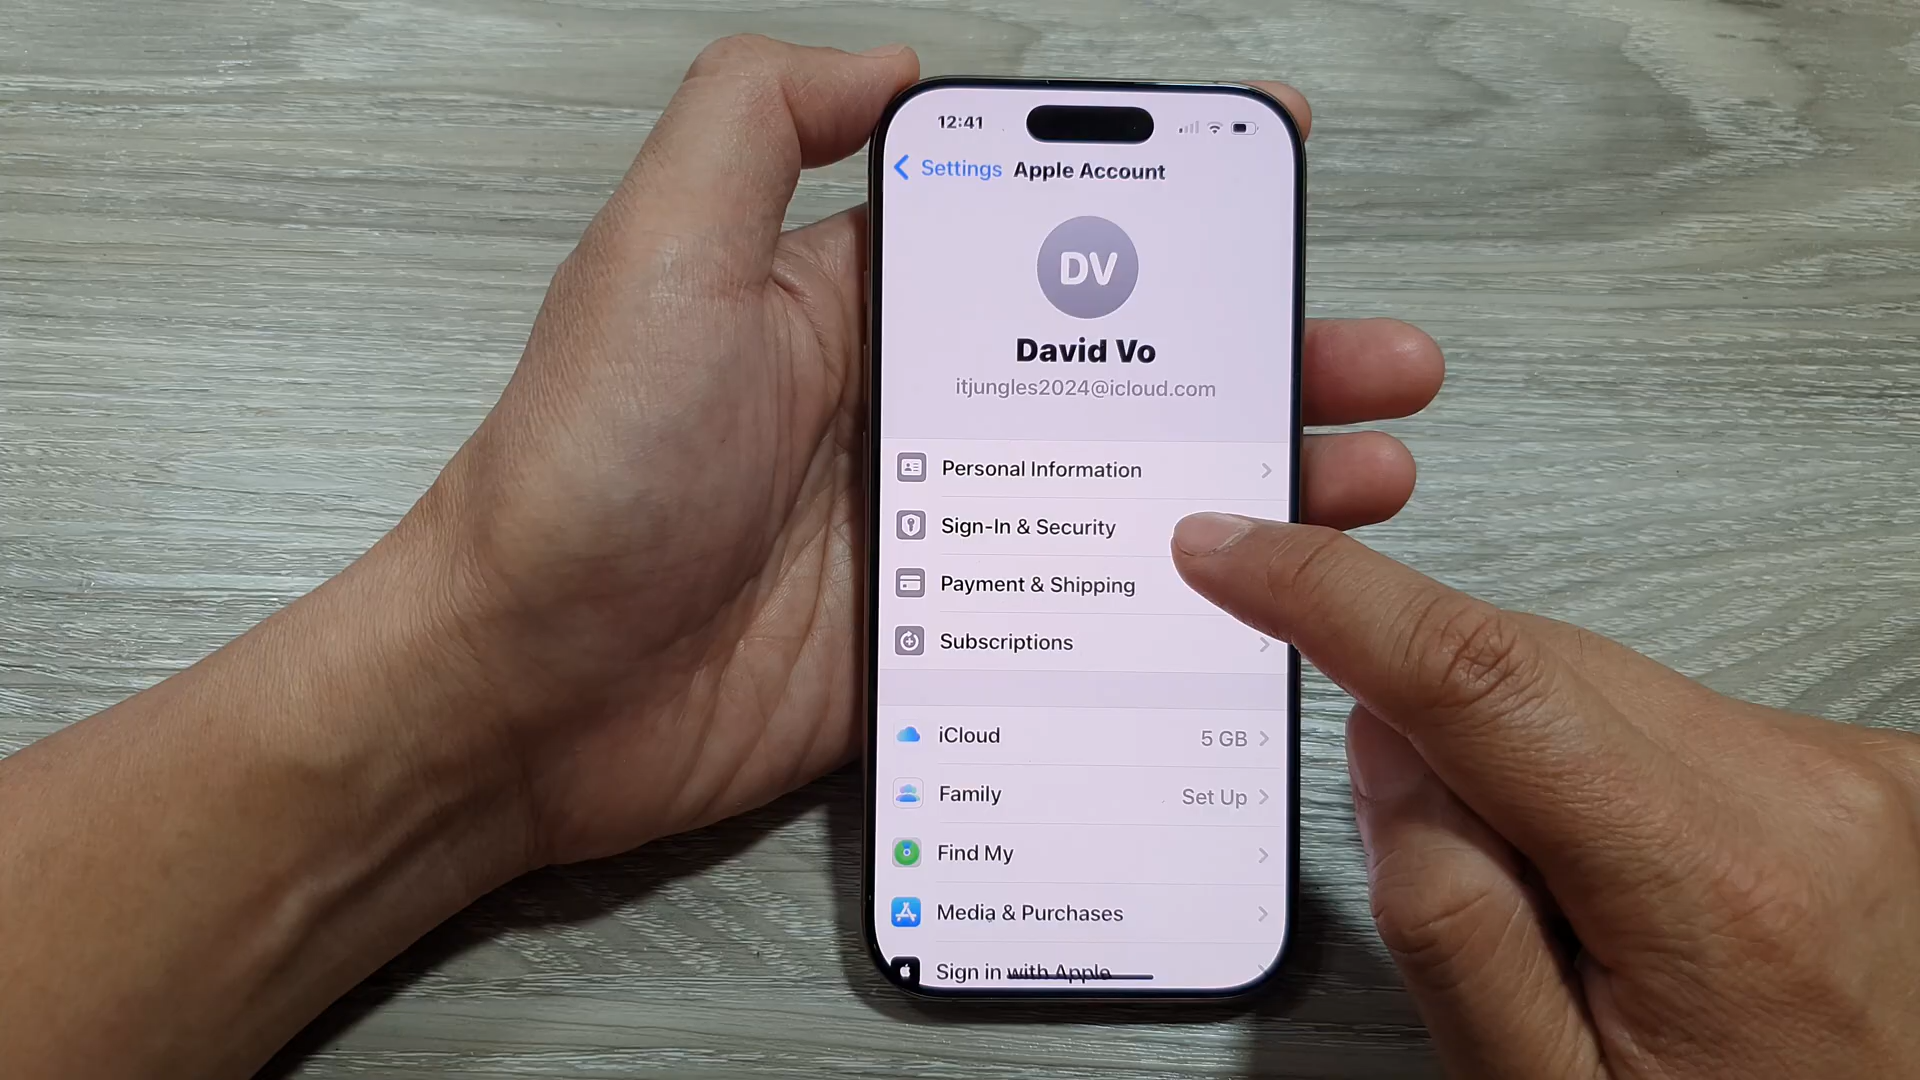 12:41
Settings Apple Account
DV
David Vo
itjungles2024@icloud.com
Personal Information
Sign-In & Security
Payment & Shipping
Subscriptions
iCloud 5 GB
Family Set Up
Find My
Media & Purchases
Sign in with Apple